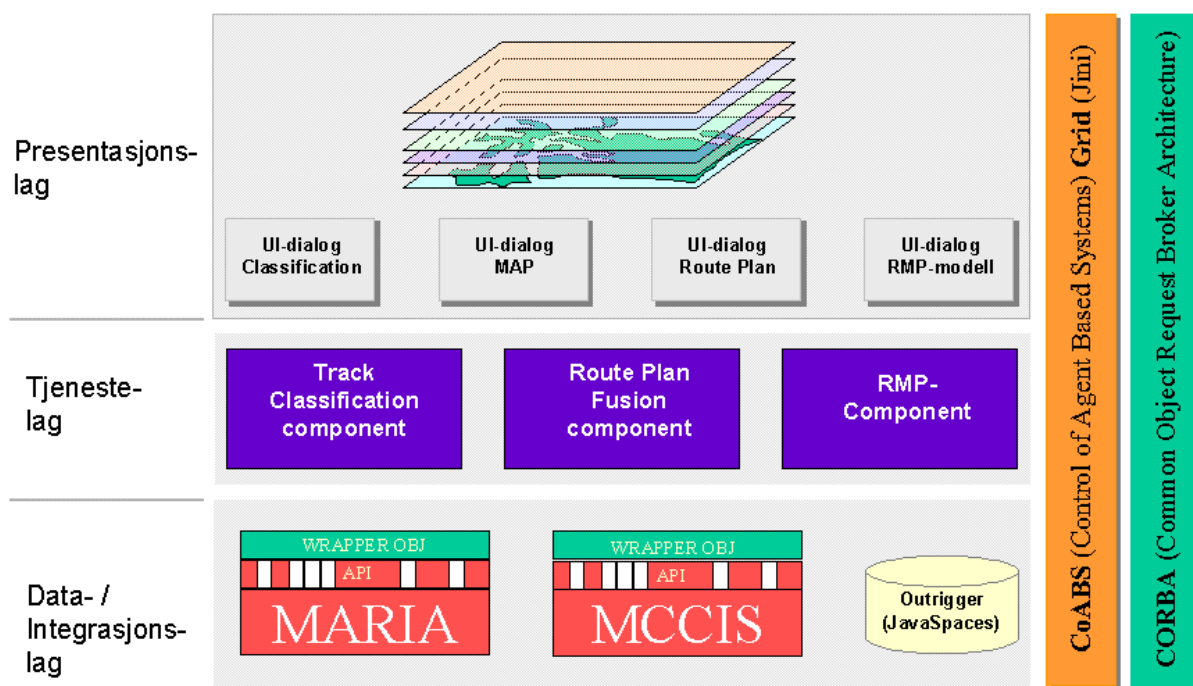 Presentasjons-
lag
UI-dialog
Classification
UI-dialog
MAP
UI-dialog
Route Plan
UI-dialog
RMP-modell
Tjeneste-
lag
Track
Classification
component
Route Plan
Fusion
component
RMP-
Component
Data- /
Integrasjons-
lag
WRAPPER OBJ
API
MARIA
WRAPPER OBJ
API
MCCIS
Outrigger
(JavaSpaces)
CoABS (Control of Agent Based Systems) Grid (Jini)
CORBA (Common Object Request Broker Architecture)